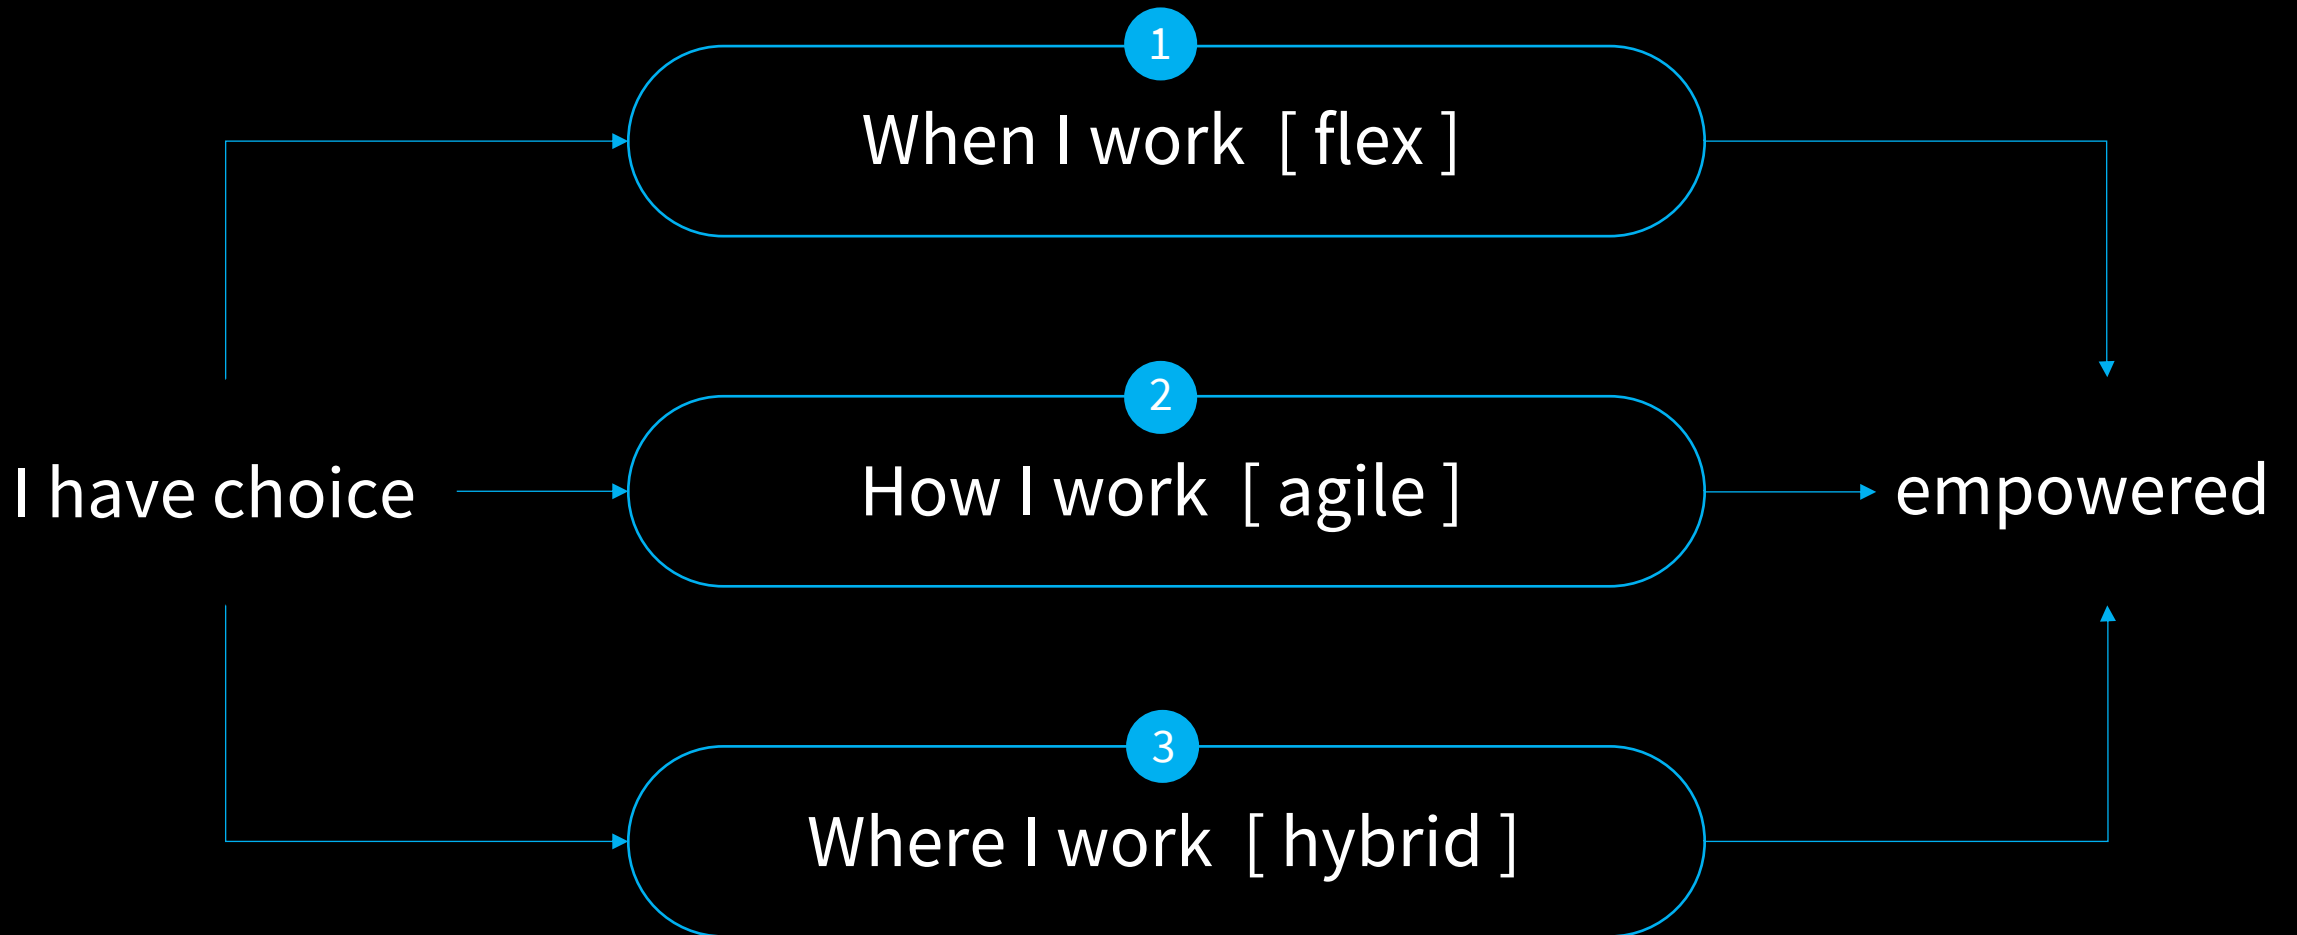 1
When I work [ flex ]
2
I have choice
How I work [ agile ]
empowered
3
Where I work [ hybrid ]